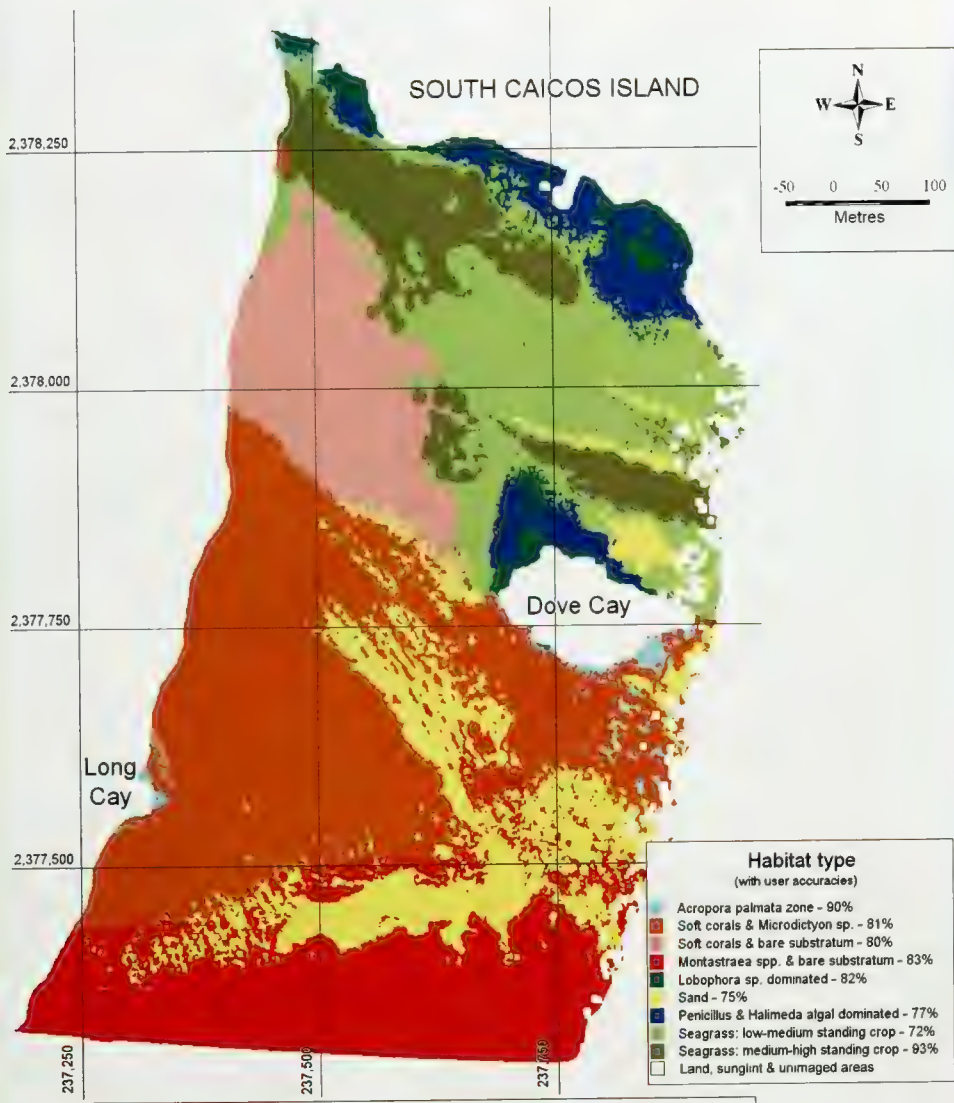 SOUTH CAICOS ISLAND
N
W E
S
-50 0 50 100
Metres
2,378,250
2,378,000
2,377,750
2,377,500
Dove Cay
Long
Cay
237,250
237,500
237,750
Habitat type
(with user accuracies)
Acropora palmata zone - 90%
Soft corals & Microdictyon sp. - 81%
Soft corals & bare substratum - 80%
Montastraea spp. & bare substratum - 83%
Lobophora sp. dominated - 82%
Sand - 75%
Penicillus & Halimeda algal dominated - 77%
Seagrass: low-medium standing crop - 72%
Seagrass: medium-high standing crop - 93%
Land, sunglint & unimaged areas